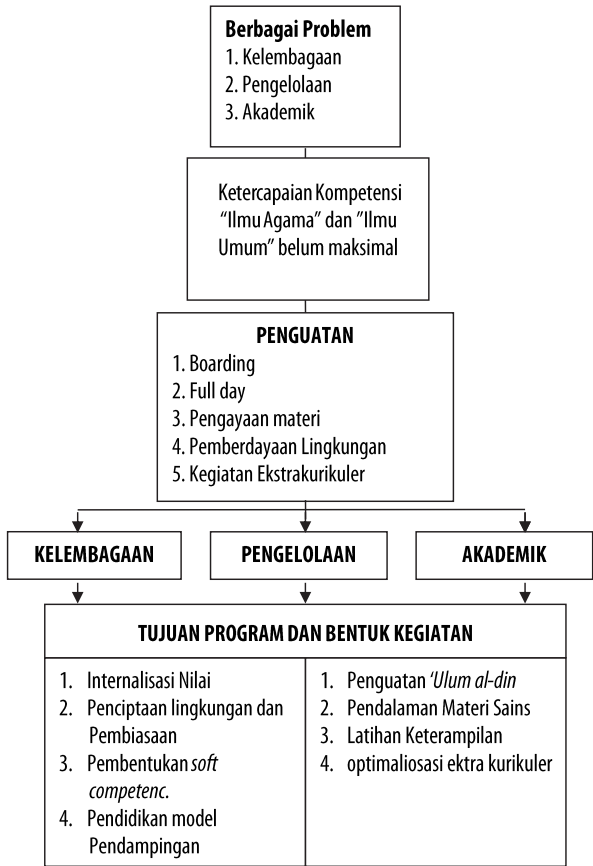 Berbagai Problem
1. Kelembagaan
2. Pengelolaan
3. Akademik
Ketercapaian Kompetensi
“Ilmu Agama” dan ”Ilmu
Umum” belum maksimal
PENGUATAN
1. Boarding
2. Full day
3. Pengayaan materi
4. Pemberdayaan Lingkungan
5. Kegiatan Ekstrakurikuler
KELEMBAGAAN
PENGELOLAAN
AKADEMIK
TUJUAN PROGRAM DAN BENTUK KEGIATAN
1. Internalisasi Nilai
2. Penciptaan lingkungan dan
Pembiasaan
3. Pembentukan soft
competenc.
4. Pendidikan model
Pendampingan
1. Penguatan ‘Ulum al-din
2. Pendalaman Materi Sains
3. Latihan Keterampilan
4. optimaliosasi ektra kurikuler